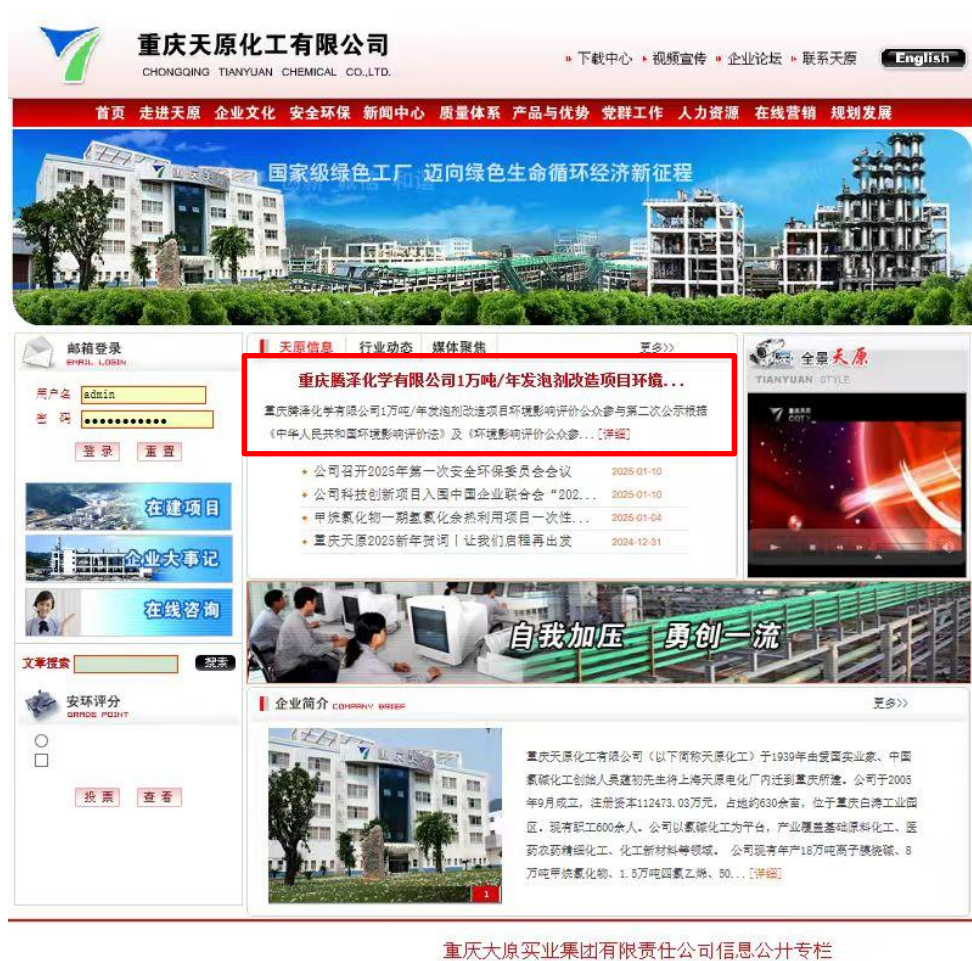 重庆天原化工有限公司
CHONGQING TIANYUAN CHEMICAL CO.,LTD.
下载中心 视频宣传 企业论坛 联系天原 English
首页 走进天原 企业文化 安全环保 新闻中心 质量体系 产品与优势 党群工作 人力资源 在线营销 规划发展
国家级绿色工厂 迈向绿色生命循环经济新征程
邮箱登录
EMAIL LOGIN
用户名 admin
密 码 ●●●●●●●●●●●
登 录 重 置
在建项目
企业大事记
在线咨询
文章搜索 搜索
安环评分
GRADE POINT
投 票 查 看
天原信息 行业动态 媒体聚焦 更多>>
重庆腾泽化学有限公司1万吨/年发泡剂改造项目环境...
重庆腾泽化学有限公司1万吨/年发泡剂改造项目环境影响评价公众参与第二次公示根据
《中华人民共和国环境影响评价法》及《环境影响评价公众参...[详细]
公司召开2025年第一次安全环保委员会会议 2025-01-10
公司科技创新项目入围中国企业联合会“202... 2025-01-10
甲烷氯化物一期氢氯化余热利用项目一次性... 2025-01-04
重庆天原2025新年贺词丨让我们启程再出发 2024-12-31
全景天原
TIANYUAN STYLE
自我加压 勇创一流
企业简介 COMPANY BRIEF 更多>>
重庆天原化工有限公司（以下简称天原化工）于1939年由爱国实业家、中国
氯碱化工创始人吴蕴初先生将上海天原电化厂内迁到重庆所建。公司于2005
年9月成立，注册资本112473.03万元，占地约630余亩，位于重庆白涛工业园
区。现有职工600余人。公司以氯碱化工为平台，产业覆盖基础原料化工、医
药农药精细化工、化工新材料等领域。 公司现有年产18万吨离子膜烧碱、8
万吨甲烷氯化物、1.5万吨四氯乙烯、50...[详细]
1
重庆天原实业集团有限责任公司信息公开专栏